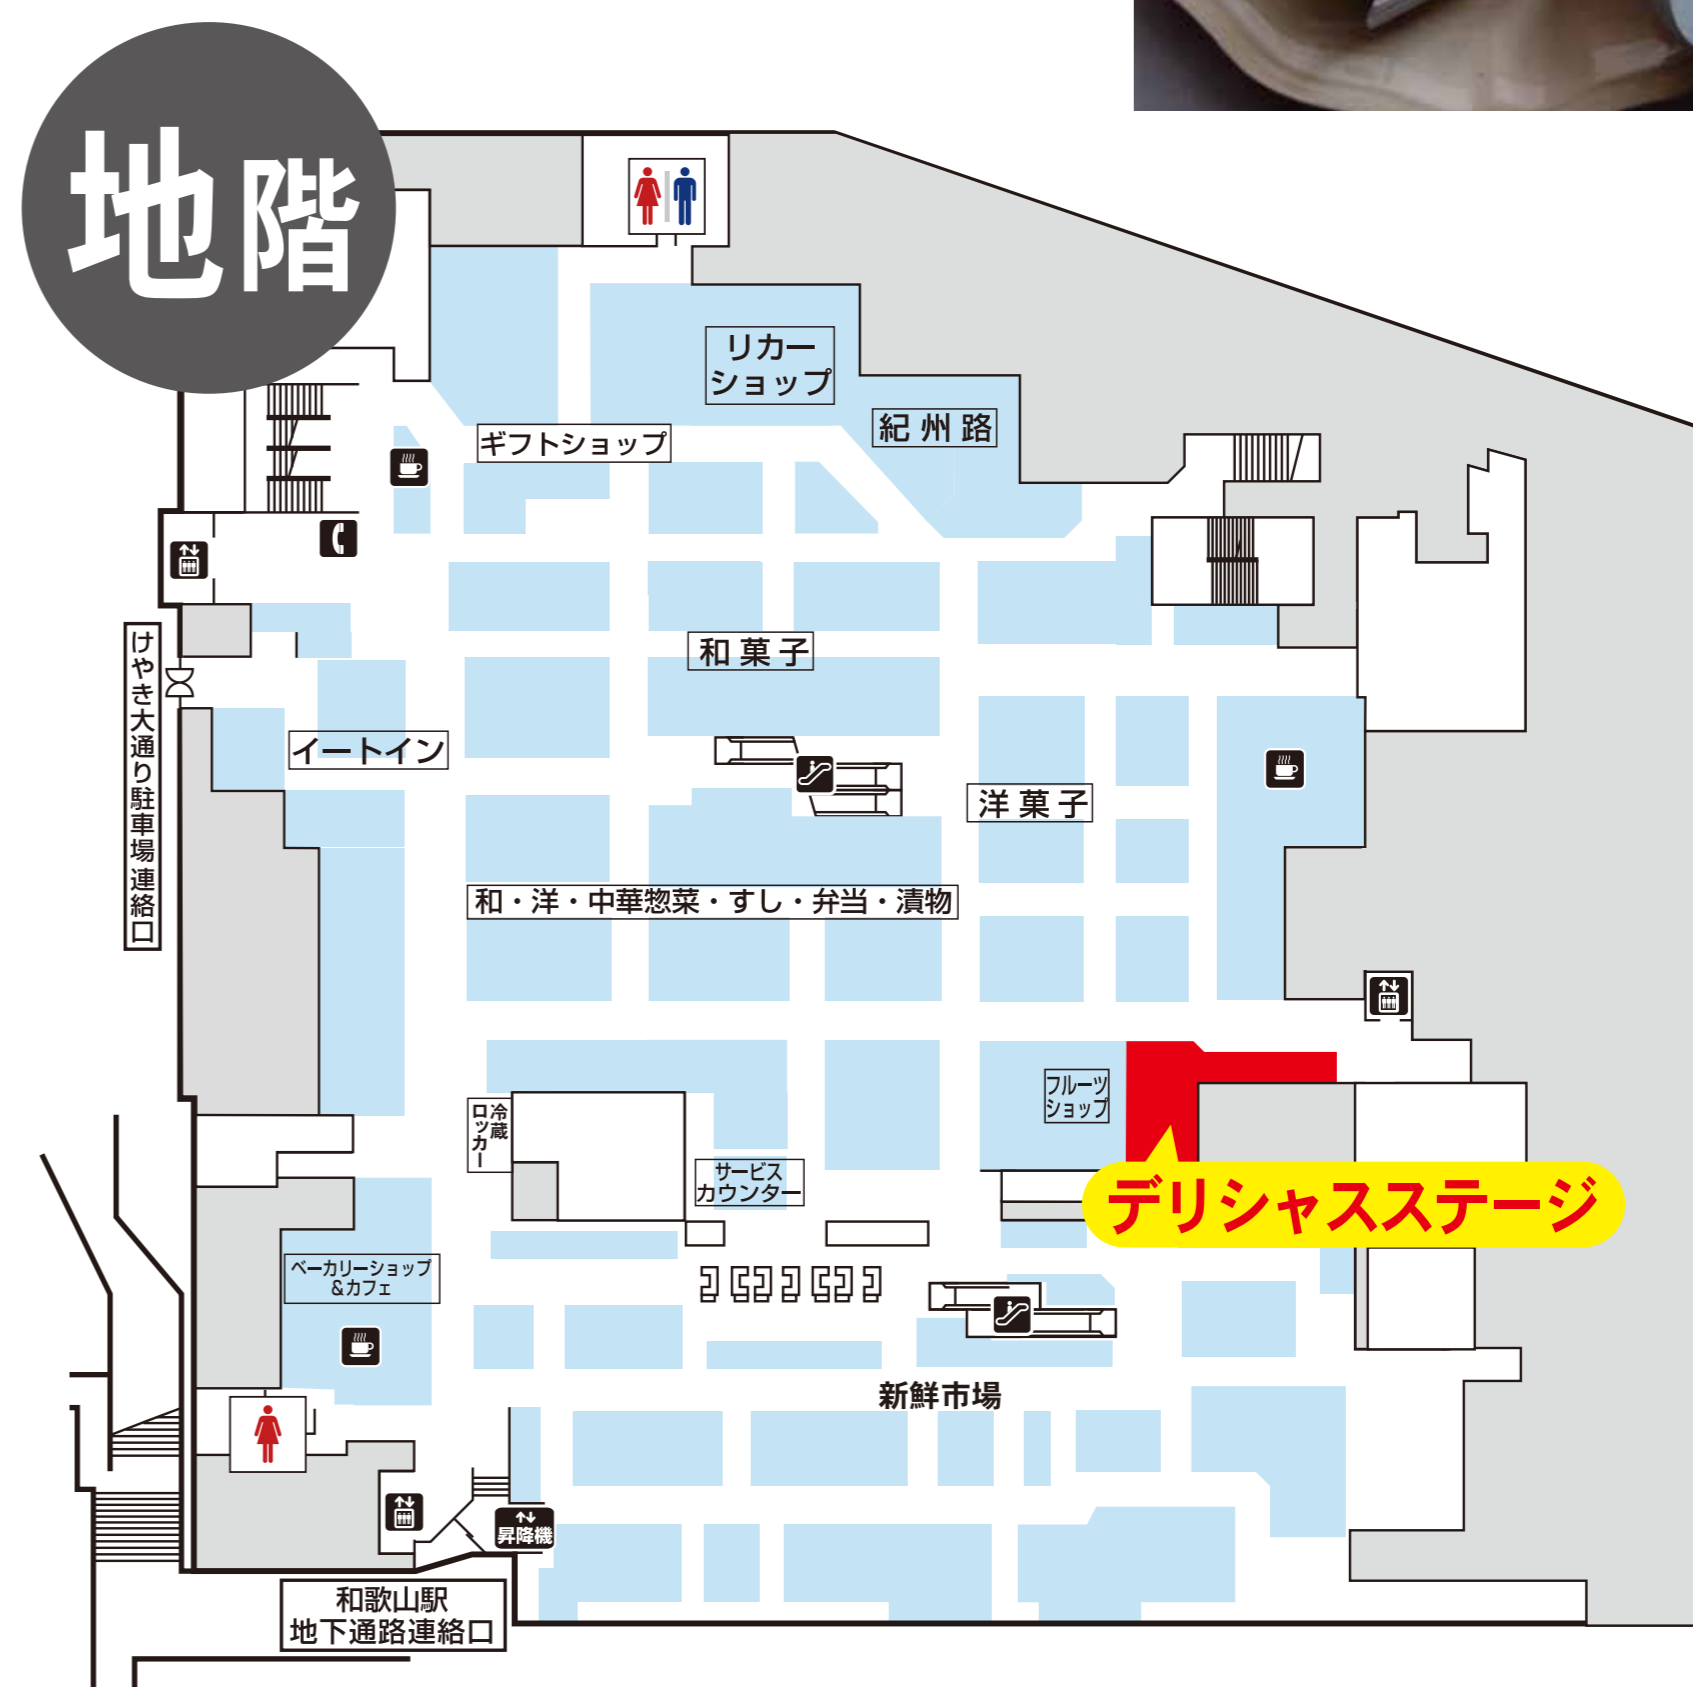 地階
リカー
ショップ
紀州路
ギフトショップ
和菓子
けやき大通り駐車場連絡口
イートイン
洋菓子
和・洋・中華惣菜・すし・弁当・漬物
フルーツ
ショップ
冷蔵
ロッカー
サービス
カウンター
デリシャスステージ
ベーカリーショップ
&カフェ
新鮮市場
昇降機
和歌山駅
地下通路連絡口